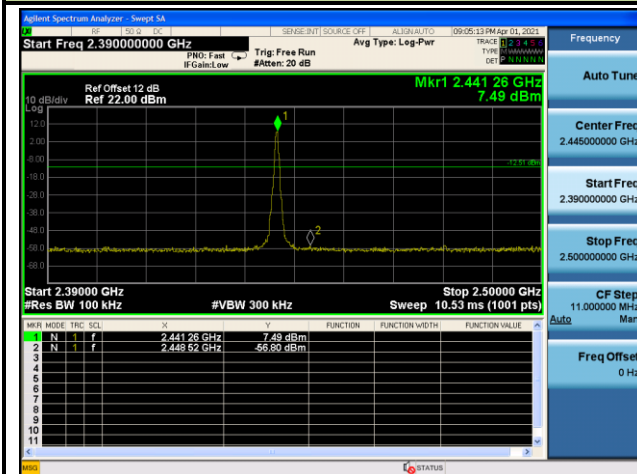 Agilent Spectrum Analyzer - Swept SA
RF 50 Ω DC SENSE:INT SOURCE OFF ALIGN AUTO 09:05:13 PM Apr 01, 2021
Start Freq 2.390000000 GHz
PNO: Fast
IFGain:Low
Trig: Free Run
#Atten: 20 dB
Avg Type: Log-Pwr
TRACE 1 2 3 4 5 6
TYPE M
DET P N N N N N
Ref Offset 12 dB
10 dB/div Ref 22.00 dBm
Log
Mkr1 2.441 26 GHz
7.49 dBm
12.0
2.00
-8.00
-18.0
-28.0
-38.0
-48.0
-58.0
-68.0
1
2
-12.51 dBm
Start 2.39000 GHz Stop 2.50000 GHz
#Res BW 100 kHz #VBW 300 kHz Sweep 10.53 ms (1001 pts)
MKR MODE TRC SCL X Y FUNCTION FUNCTION WIDTH FUNCTION VALUE
1 N 1 f 2.441 26 GHz 7.49 dBm
2 N 1 f 2.448 52 GHz -56.80 dBm
3
4
5
6
7
8
9
10
11
MSG STATUS
Frequency
Auto Tune
Center Freq
2.445000000 GHz
Start Freq
2.390000000 GHz
Stop Freq
2.500000000 GHz
CF Step
11.000000 MHz
Auto Man
Freq Offset
0 Hz